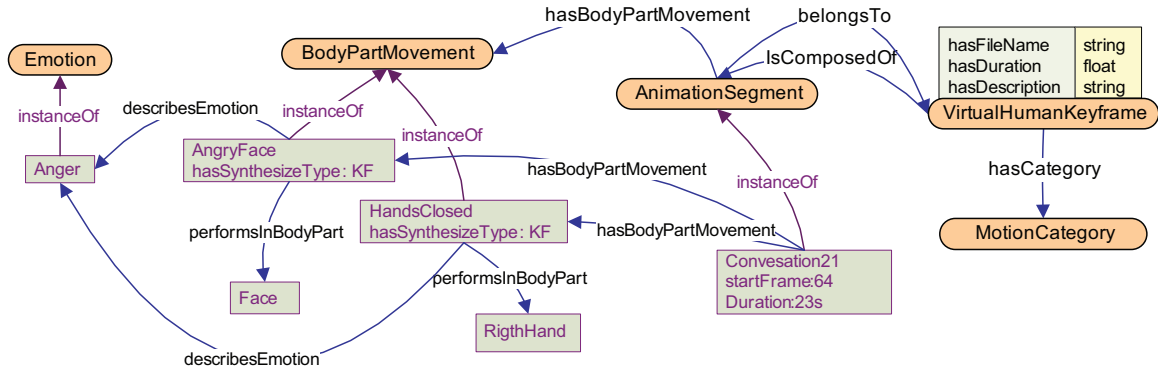 hasBodyPartMovement
belongsTo
Emotion
BodyPartMovement
IsComposedOf
hasFileName string
hasDuration float
hasDescription string
AnimationSegment
VirtualHumanKeyframe
instanceOf
describesEmotion
instanceOf
instanceOf
AngryFace
hasSynthesizeType: KF
Anger
hasBodyPartMovement
instanceOf
hasCategory
HandsClosed
hasSynthesizeType: KF
performsInBodyPart
hasBodyPartMovement
MotionCategory
Convesation21
startFrame:64
Duration:23s
performsInBodyPart
Face
RigthHand
describesEmotion